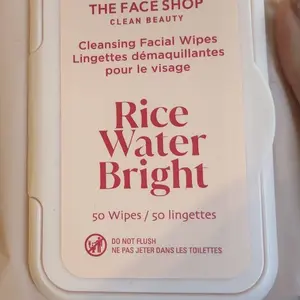 THE FACE SHOP
CLEAN BEAUTY
Cleansing Facial Wipes
Lingettes démaquillantes
pour le visage
Rice
Water
Bright
50 Wipes / 50 lingettes
DO NOT FLUSH
NE PAS JETER DANS LES TOILETTES